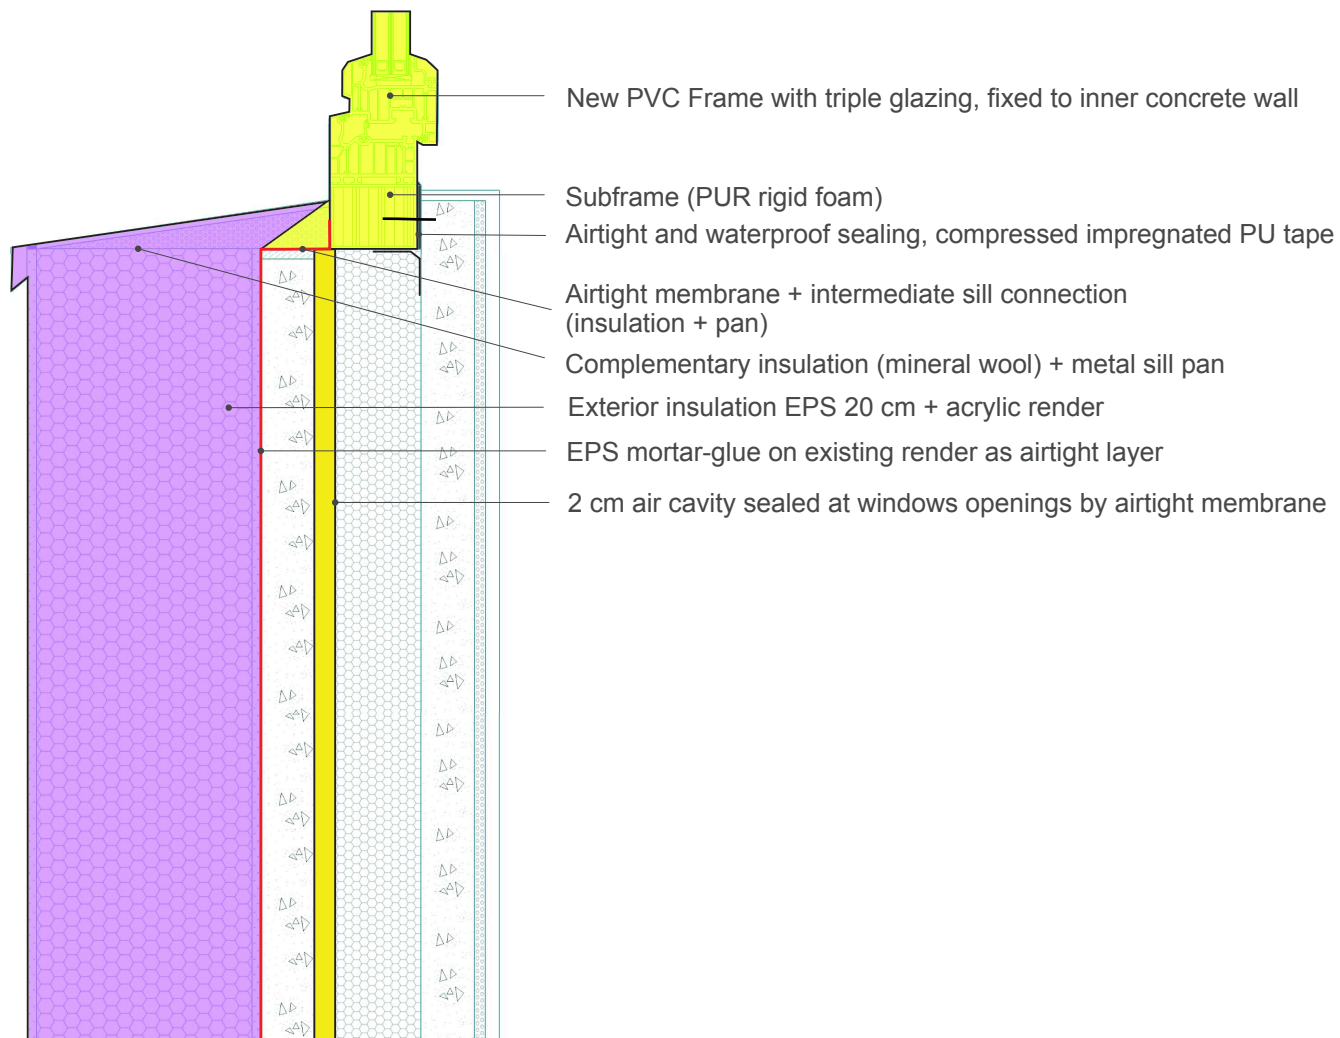 New PVC Frame with triple glazing, fixed to inner concrete wall
Subframe (PUR rigid foam)
Airtight and waterproof sealing, compressed impregnated PU tape
Airtight membrane + intermediate sill connection
(insulation + pan)
Complementary insulation (mineral wool) + metal sill pan
Exterior insulation EPS 20 cm + acrylic render
EPS mortar-glue on existing render as airtight layer
2 cm air cavity sealed at windows openings by airtight membrane